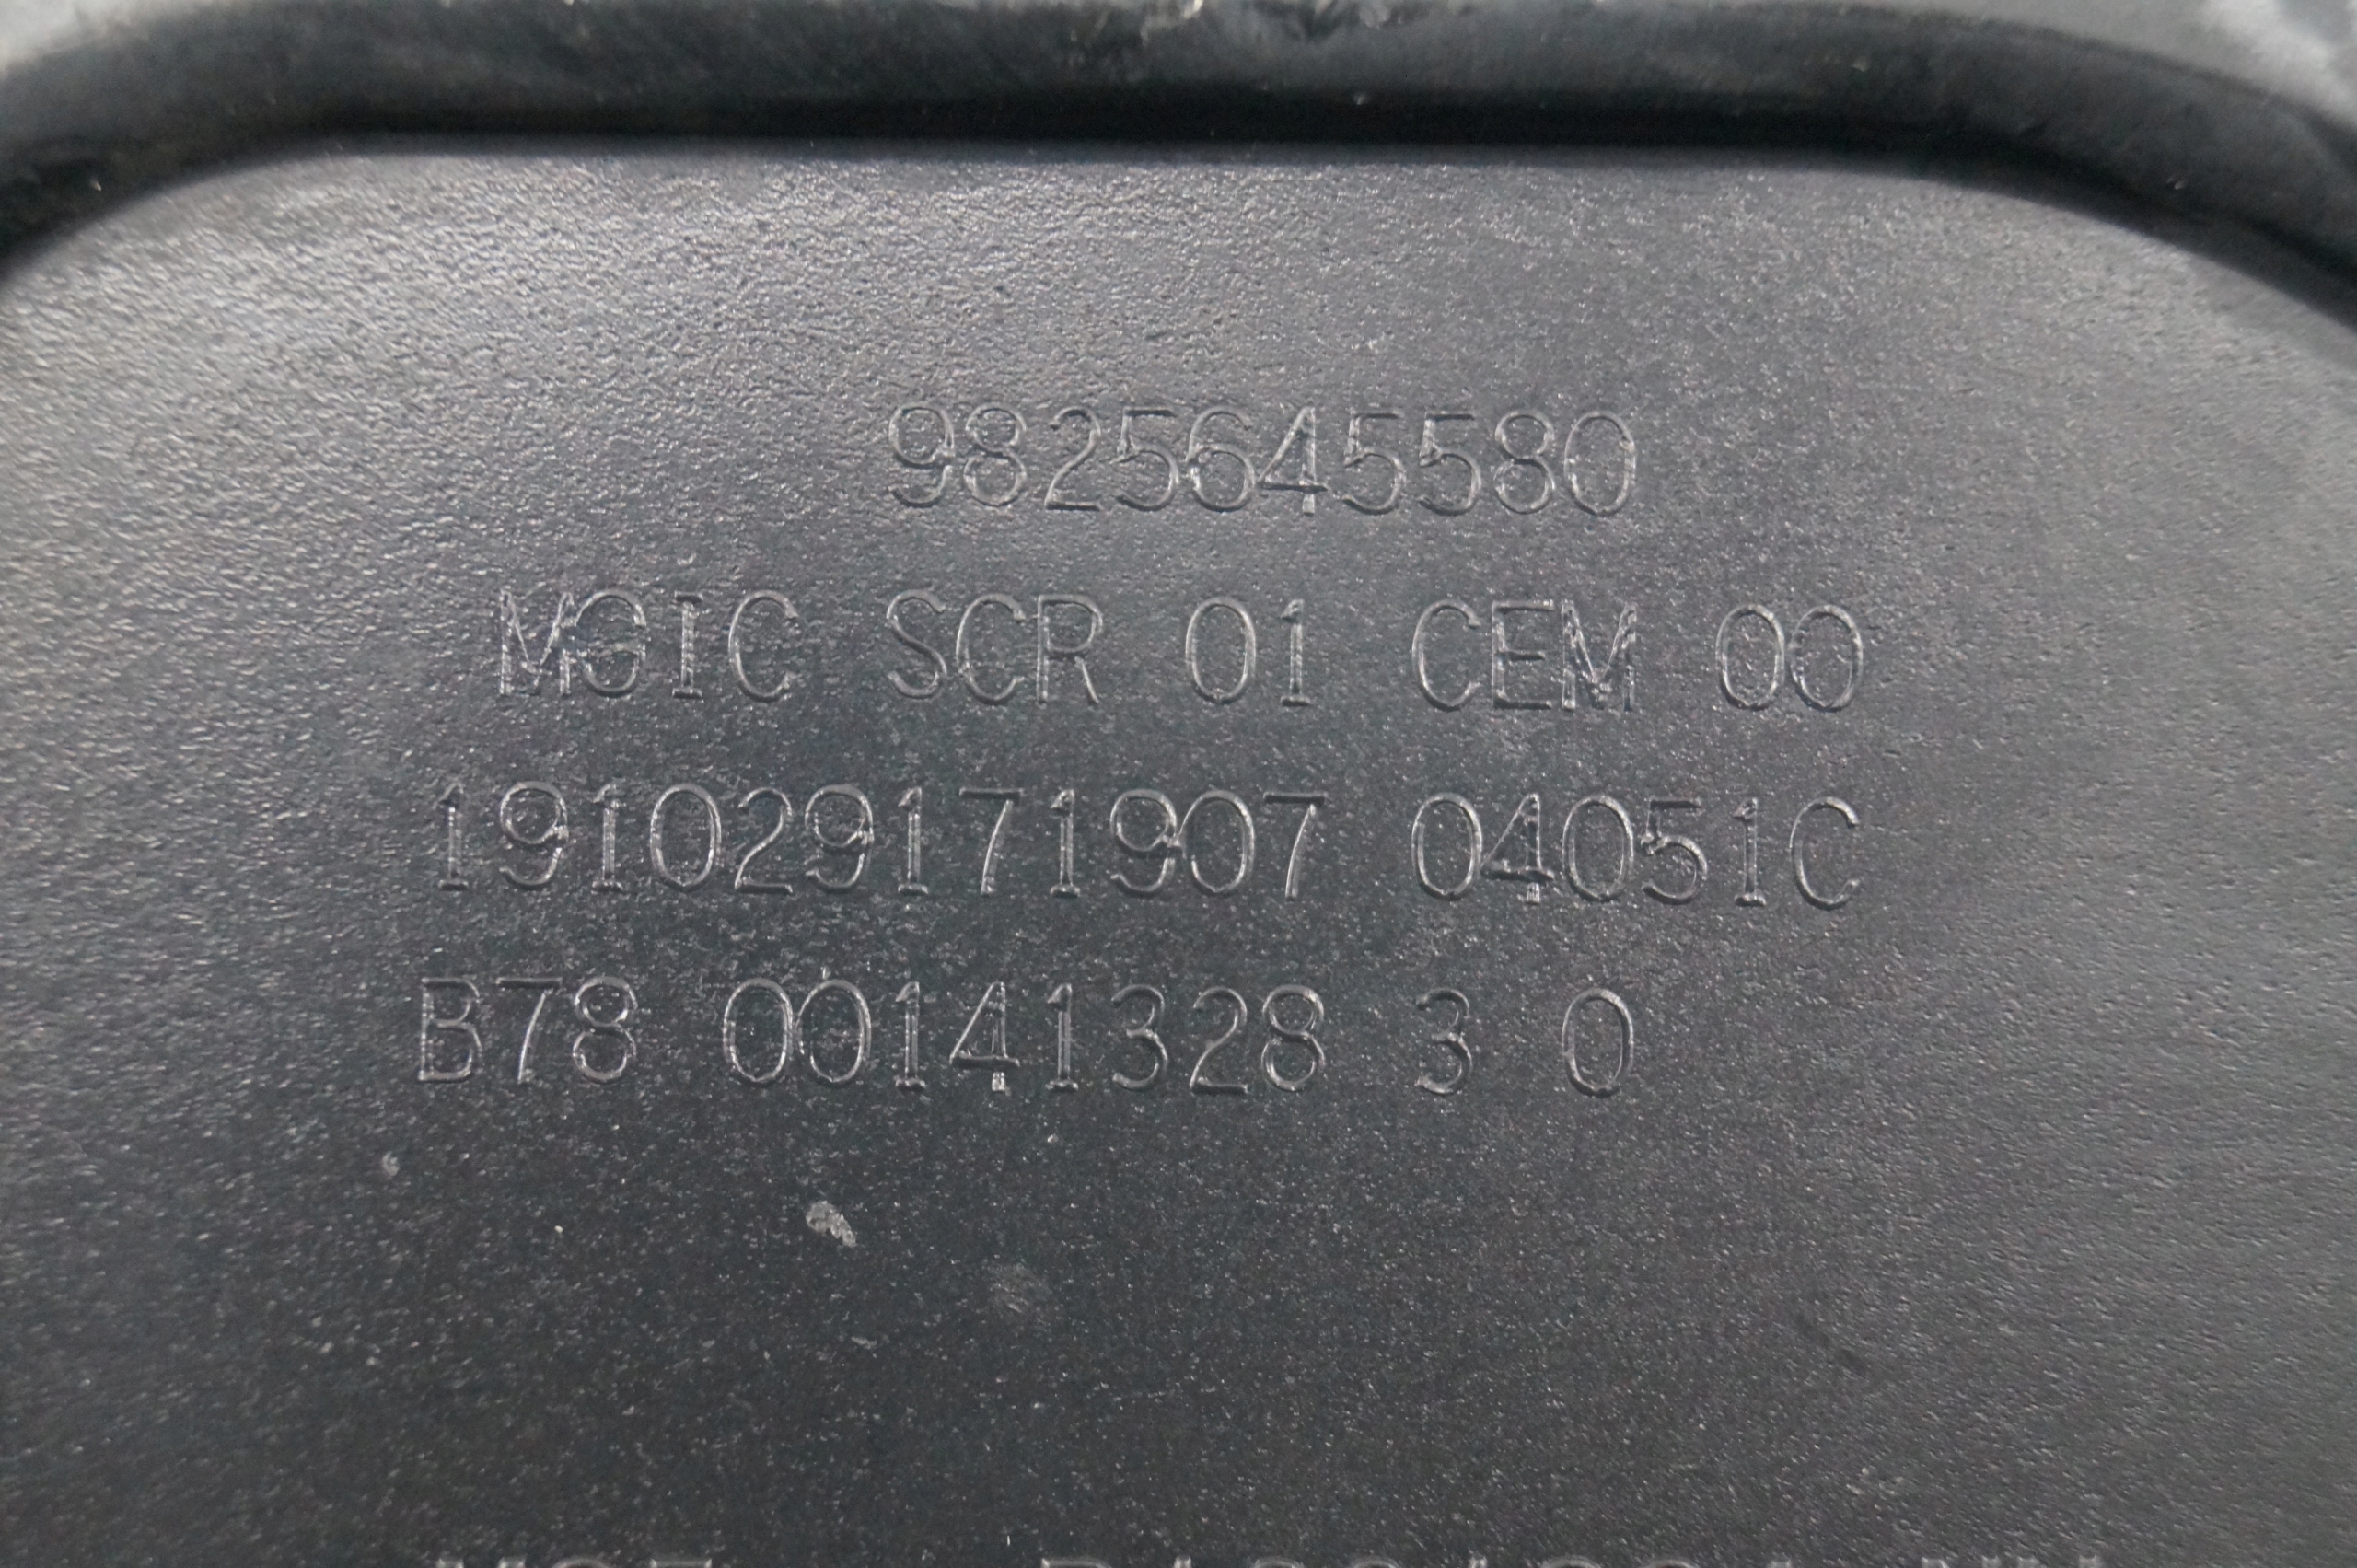 9825645580
MGIC SCR 01 CEM 00
191029171907 04051C
B78 00141328 3 0